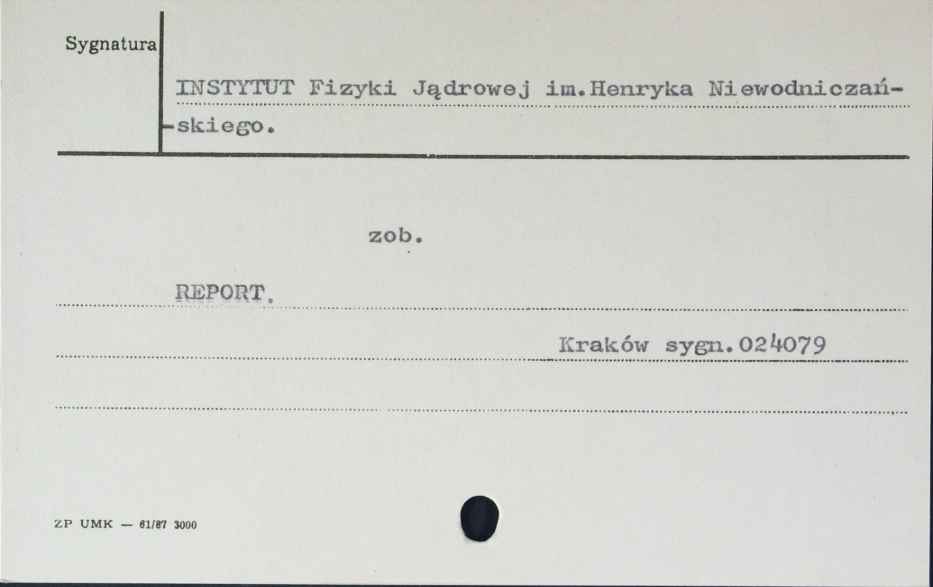 Sygnatura
INSTYTUT Fizyki Jądrowej im.Henryka Niewodniczań-
-skiego.
zob.
REPORT.
Kraków sygn.024079
ZP UMK — 61/87 3000